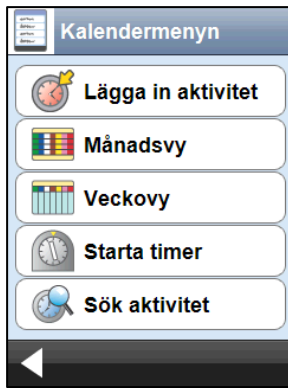 Kalendermenyn
Lägga in aktivitet
Månadsvy
Veckovy
Starta timer
Sök aktivitet